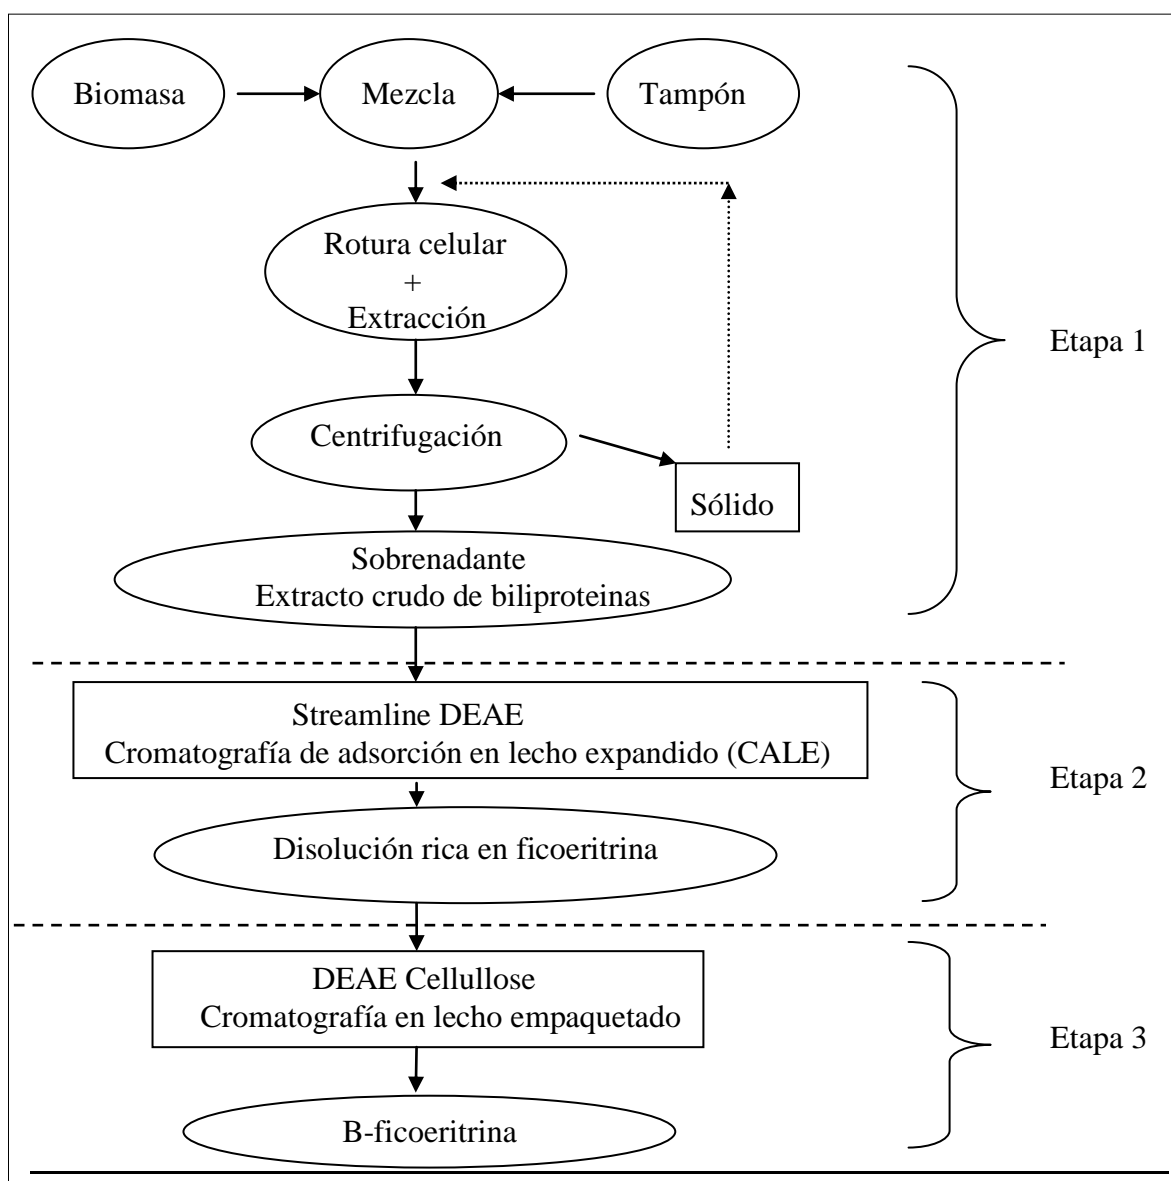 Biomasa
Mezcla
Tampón
Rotura celular
+
Extracción
Etapa 1
Centrifugación
Sólido
Sobrenadante
Extracto crudo de biliproteinas
Streamline DEAE
Cromatografía de adsorción en lecho expandido (CALE)
Etapa 2
Disolución rica en ficoeritrina
DEAE Cellullose
Cromatografía en lecho empaquetado
Etapa 3
B-ficoeritrina